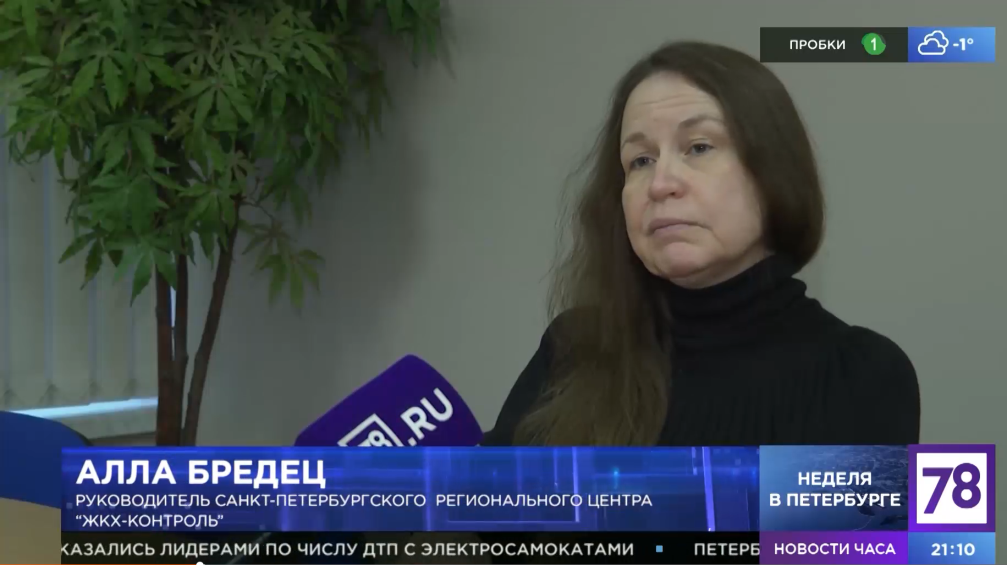 ПРОБКИ 1 -1°
78.RU
АЛЛА БРЕДЕЦ
РУКОВОДИТЕЛЬ САНКТ-ПЕТЕРБУРГСКОГО РЕГИОНАЛЬНОГО ЦЕНТРА
“ЖКХ-КОНТРОЛЬ”
НЕДЕЛЯ
В ПЕТЕРБУРГЕ
78
КАЗАЛИСЬ ЛИДЕРАМИ ПО ЧИСЛУ ДТП С ЭЛЕКТРОСАМОКАТАМИ ▪ ПЕТЕРБ
НОВОСТИ ЧАСА 21:10